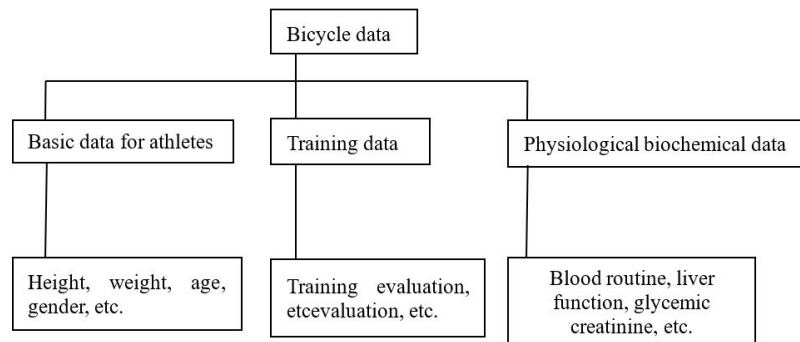 Bicycle data
Basic data for athletes
Training data
Physiological biochemical data
Height, weight, age,
gender, etc.
Training evaluation,
etcevaluation, etc.
Blood routine, liver
function, glycemic
creatinine, etc.